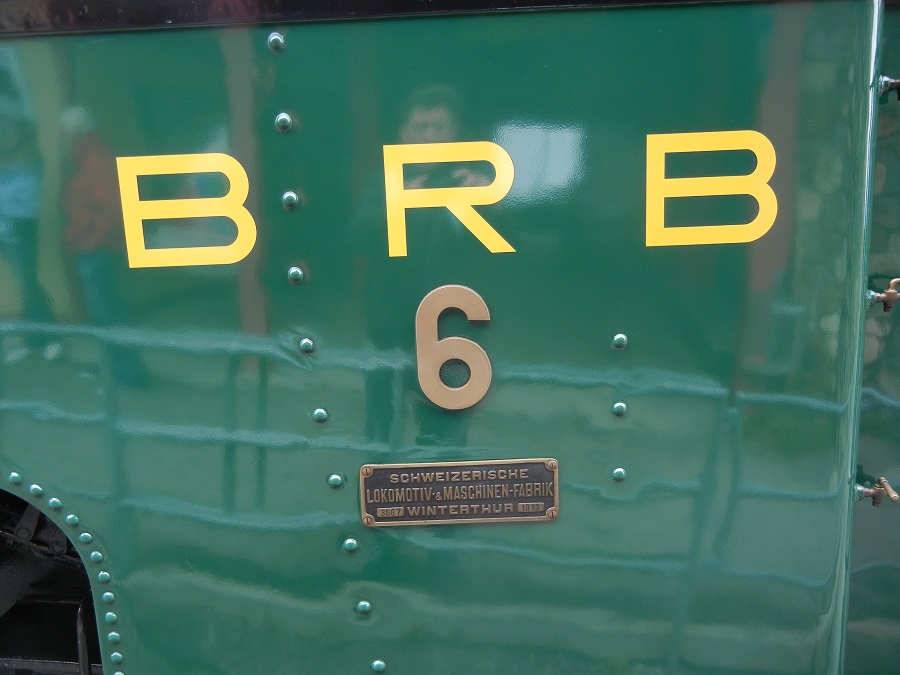 B R B
6
SCHWEIZERISCHE
LOKOMOTIV-&MASCHINEN-FABRIK
WINTERTHUR